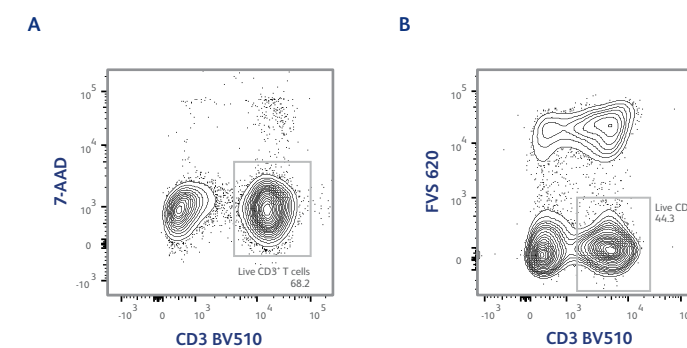 A
B
10^5
10^4
10^3
0
-10^3
7-AAD
Live CD3+ T cells
68.2
-10^3 0 10^3 10^4 10^5
CD3 BV510
10^5
10^4
10^3
0
FVS 620
Live CD
44.3
-10^3 0 10^3 10^4 10
CD3 BV510